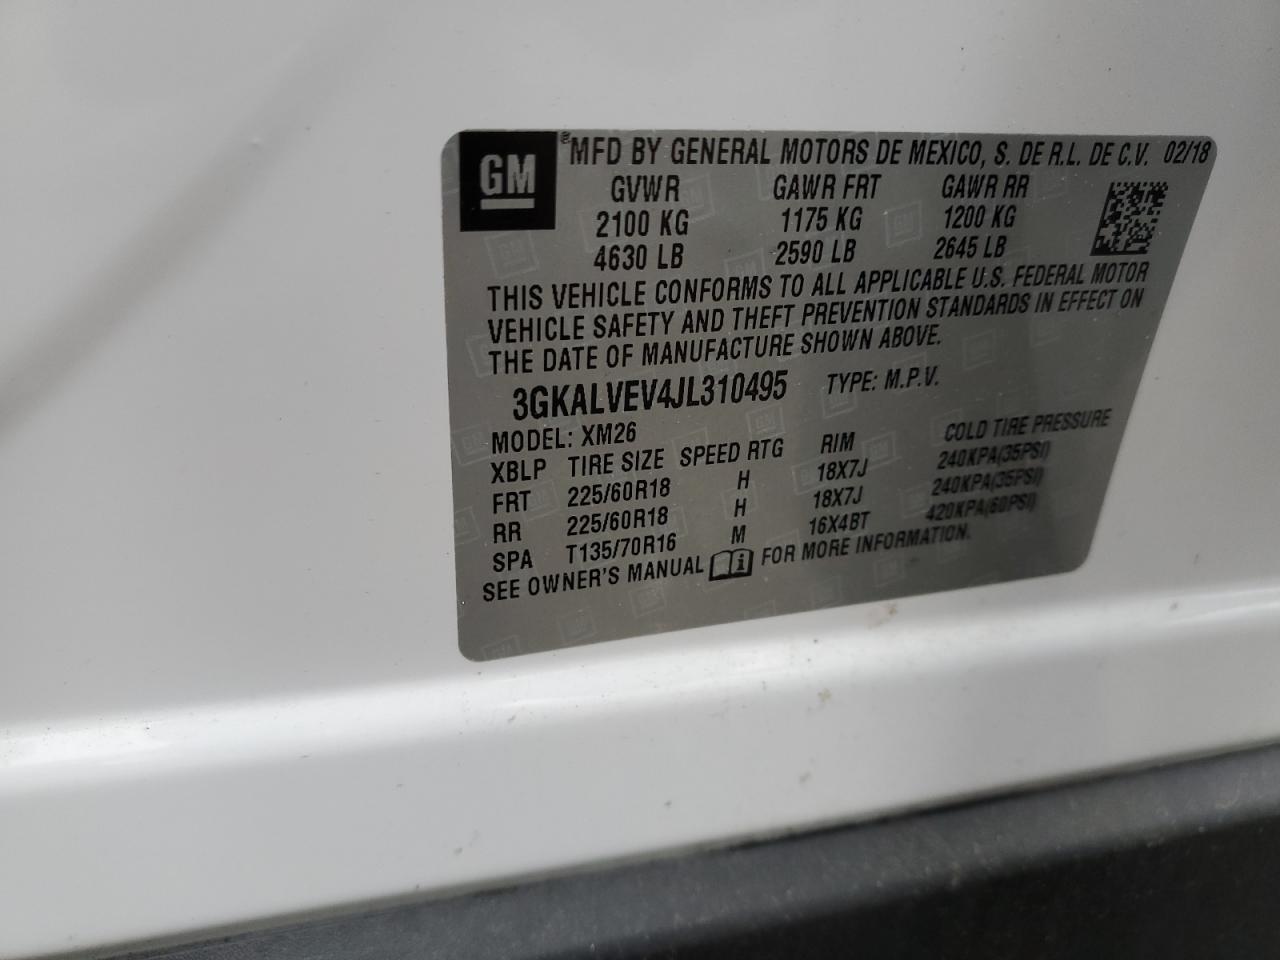 GM
MFD BY GENERAL MOTORS DE MEXICO, S. DE R.L. DE C.V. 02/18
GVWR GAWR FRT GAWR RR
2100 KG 1175 KG 1200 KG
4630 LB 2590 LB 2645 LB
THIS VEHICLE CONFORMS TO ALL APPLICABLE U.S. FEDERAL MOTOR
VEHICLE SAFETY AND THEFT PREVENTION STANDARDS IN EFFECT ON
THE DATE OF MANUFACTURE SHOWN ABOVE.
3GKALVEV4JL310495 TYPE: M.P.V.
MODEL: XM26
XBLP TIRE SIZE SPEED RTG RIM COLD TIRE PRESSURE
FRT 225/60R18 H 18X7J 240KPA(35PSI)
RR 225/60R18 H 18X7J 240KPA(35PSI)
SPA T135/70R16 M 16X4BT 420KPA(60PSI)
SEE OWNER'S MANUAL i FOR MORE INFORMATION.